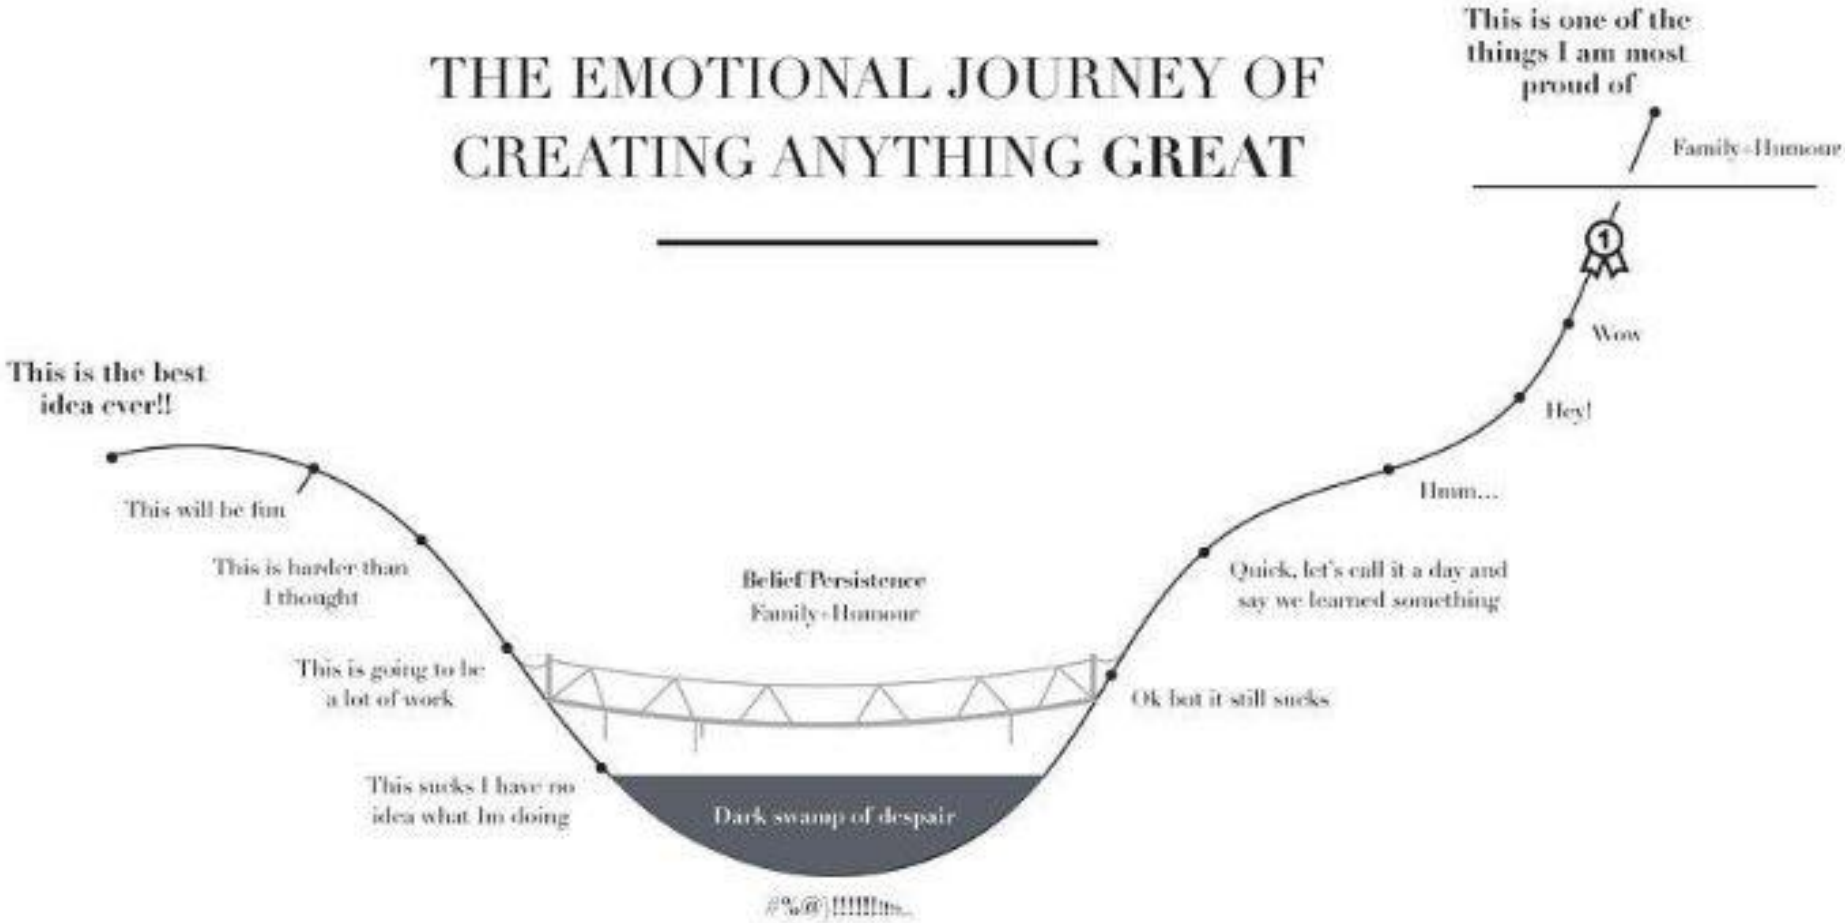 THE EMOTIONAL JOURNEY OF
CREATING ANYTHING GREAT
This is the best
idea ever!!
This will be fun
This is harder than
I thought
This is going to be
a lot of work
This sucks I have no
idea what Im doing
Dark swamp of despair
Belief Persistence
Family+Humour
Ok but it still sucks
Quick, let's call it a day and
say we learned something
Hmm...
Hey!
Wow
1
Family+Humour
This is one of the
things I am most
proud of